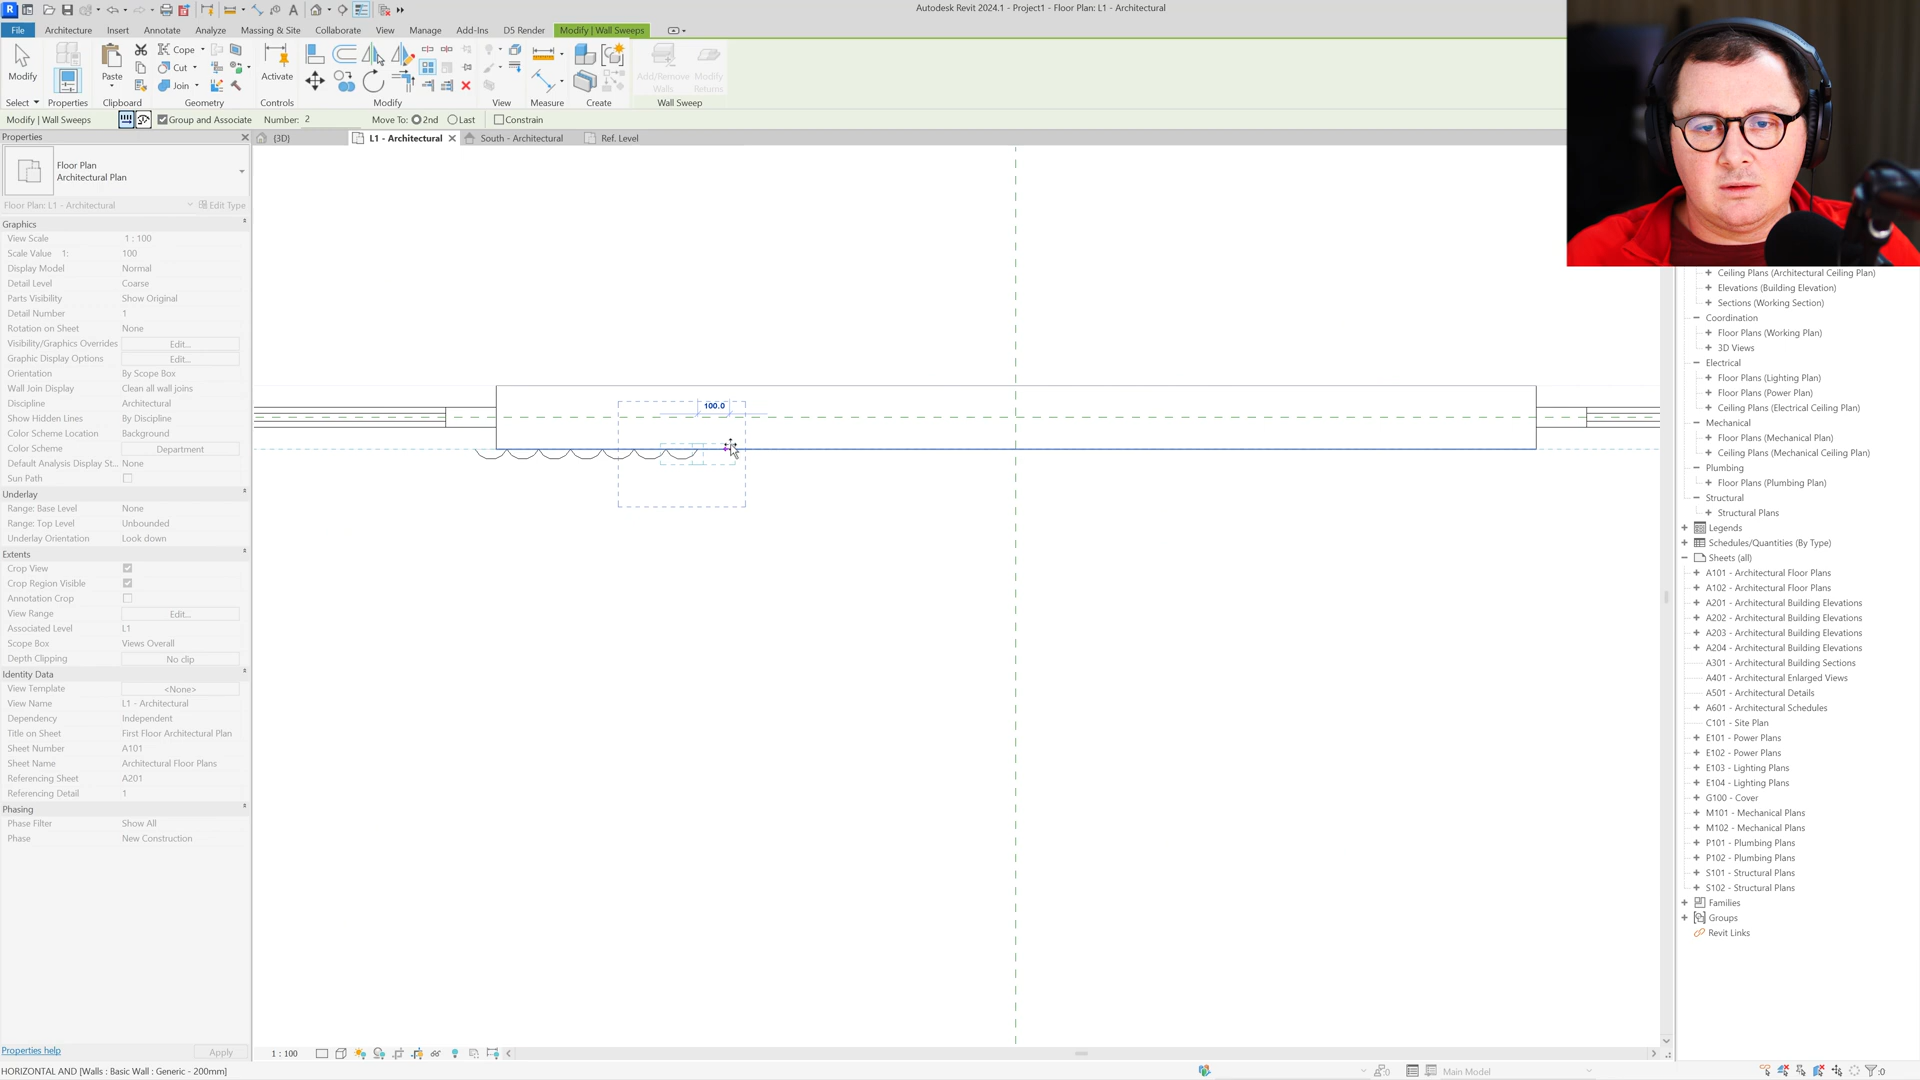 Autodesk Revit 2024.1 - Project1 - Floor Plan: L1 - Architectural
File Architecture Insert Annotate Analyze Massing & Site Collaborate View Manage Add-Ins D5 Render Modify | Wall Sweeps
Modify Paste Cope Cut Join Activate Add/Remove Walls Modify Returns
Select Properties Clipboard Geometry Controls Modify View Measure Create Wall Sweep
Modify | Wall Sweeps Group and Associate Number: 2 Move To: 2nd Last Constrain
Properties
{3D} L1 - Architectural South - Architectural Ref. Level
Floor Plan
Architectural Plan
Floor Plan: L1 - Architectural Edit Type
Graphics
View Scale 1 : 100
Scale Value 1: 100
Display Model Normal
Detail Level Coarse
Parts Visibility Show Original
Detail Number 1
Rotation on Sheet None
Visibility/Graphics Overrides Edit...
Graphic Display Options Edit...
Orientation By Scope Box
Wall Join Display Clean all wall joins
Discipline Architectural
Show Hidden Lines By Discipline
Color Scheme Location Background
Color Scheme Department
Default Analysis Display St... None
Sun Path
Underlay
Range: Base Level None
Range: Top Level Unbounded
Underlay Orientation Look down
Extents
Crop View
Crop Region Visible
Annotation Crop
View Range Edit...
Associated Level L1
Scope Box Views Overall
Depth Clipping No clip
Identity Data
View Template <None>
View Name L1 - Architectural
Dependency Independent
Title on Sheet First Floor Architectural Plan
Sheet Number A101
Sheet Name Architectural Floor Plans
Referencing Sheet A201
Referencing Detail 1
Phasing
Phase Filter Show All
Phase New Construction
Properties help Apply
100.0
Ceiling Plans (Architectural Ceiling Plan)
Elevations (Building Elevation)
Sections (Working Section)
Coordination
Floor Plans (Working Plan)
3D Views
Electrical
Floor Plans (Lighting Plan)
Floor Plans (Power Plan)
Ceiling Plans (Electrical Ceiling Plan)
Mechanical
Floor Plans (Mechanical Plan)
Ceiling Plans (Mechanical Ceiling Plan)
Plumbing
Floor Plans (Plumbing Plan)
Structural
Structural Plans
Legends
Schedules/Quantities (By Type)
Sheets (all)
A101 - Architectural Floor Plans
A102 - Architectural Floor Plans
A201 - Architectural Building Elevations
A202 - Architectural Building Elevations
A203 - Architectural Building Elevations
A204 - Architectural Building Elevations
A301 - Architectural Building Sections
A401 - Architectural Enlarged Views
A501 - Architectural Details
A601 - Architectural Schedules
C101 - Site Plan
E101 - Power Plans
E102 - Power Plans
E103 - Lighting Plans
E104 - Lighting Plans
G100 - Cover
M101 - Mechanical Plans
M102 - Mechanical Plans
P101 - Plumbing Plans
P102 - Plumbing Plans
S101 - Structural Plans
S102 - Structural Plans
Families
Groups
Revit Links
1 : 100
HORIZONTAL AND [Walls : Basic Wall : Generic - 200mm] :0 Main Model :0